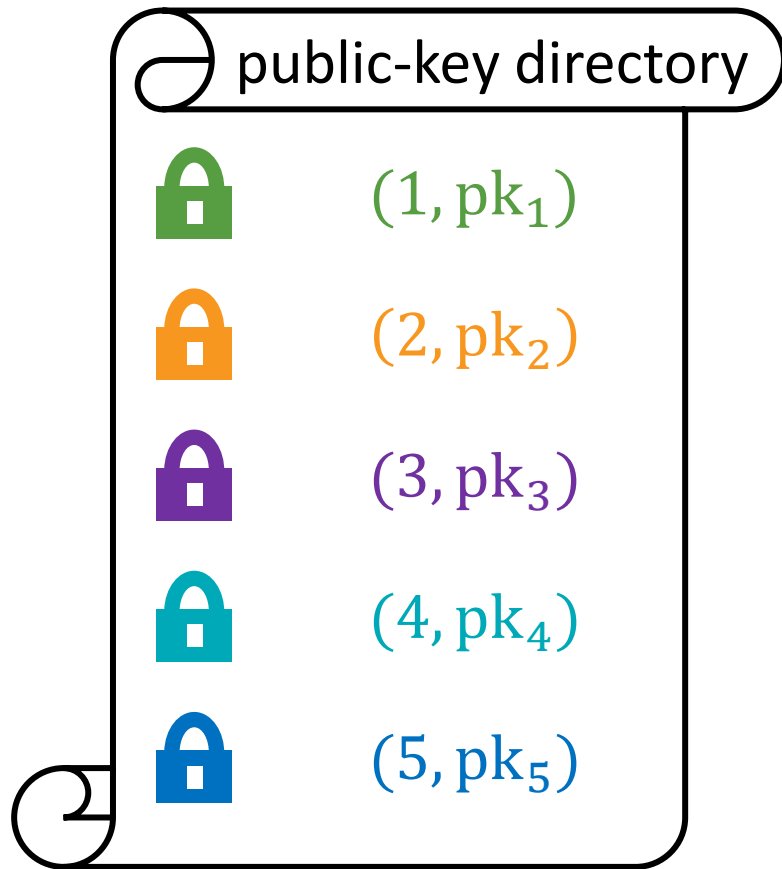 public-key directory
(1, pk₁)
(2, pk₂)
(3, pk₃)
(4, pk₄)
(5, pk₅)